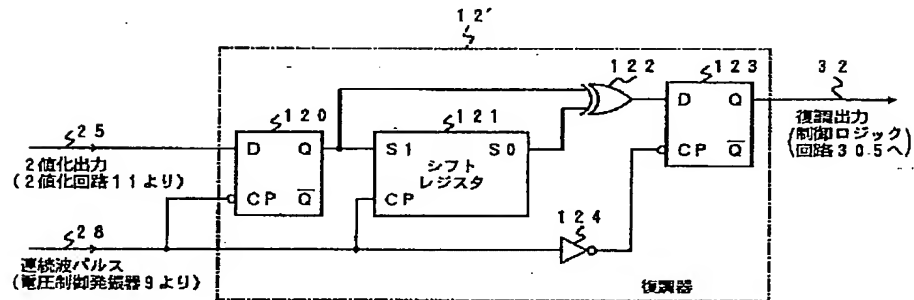 12'
122
123
32
120
121
25
D Q
S1 S0
D Q
復調出力
(制御ロジック
回路305へ)
2値化出力
(2値化回路11より)
シフト
レジスタ
CP Q
CP
CP Q
28
124
連続波パルス
(電圧制御発振器9より)
復調器